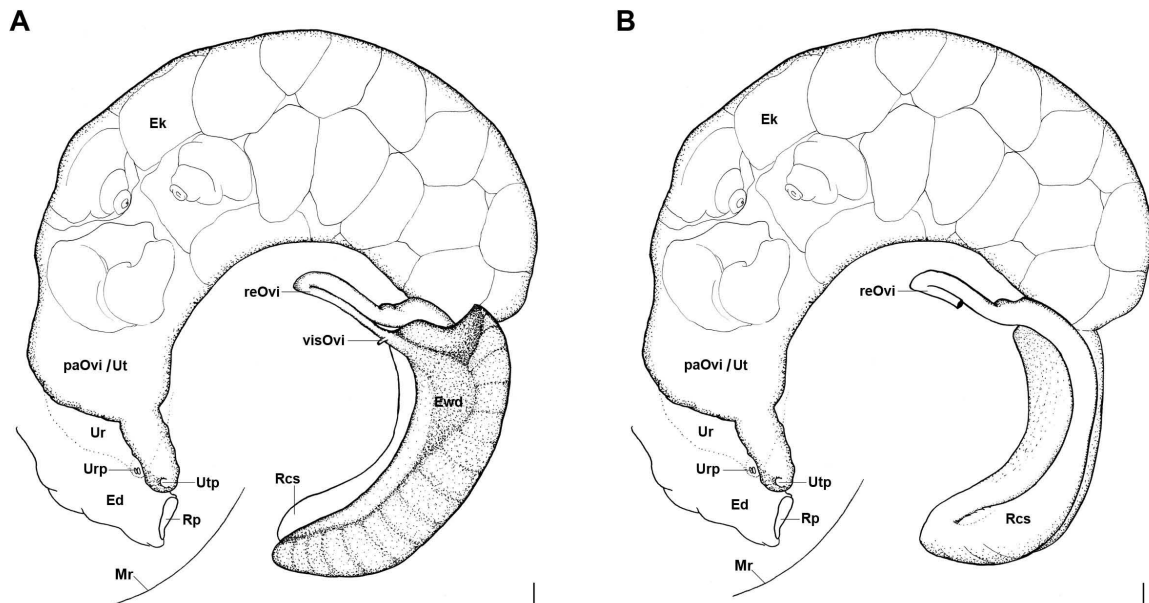 A
Ek
reOvi
visOvi
paOvi/Ut
Ewd
Ur
Urp
Utp
Rcs
Ed
Rp
Mr
B
Ek
reOvi
paOvi/Ut
Ur
Urp
Utp
Ed
Rp
Rcs
Mr